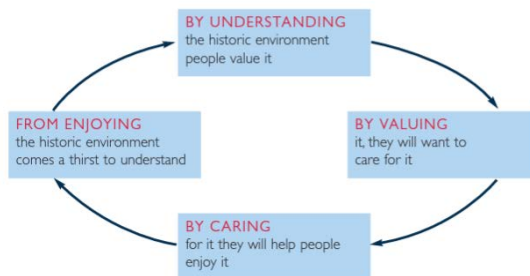 BY UNDERSTANDING
the historic environment
people value it
BY VALUING
it, they will want to
care for it
BY CARING
for it they will help people
enjoy it
FROM ENJOYING
the historic environment
comes a thirst to understand